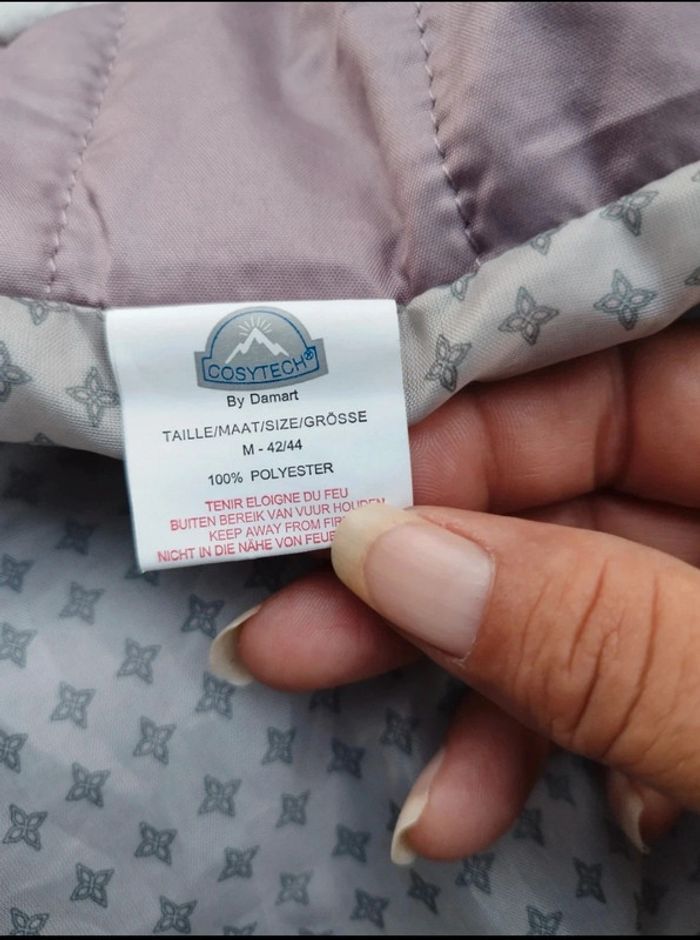 COSYTECH®
By Damart
TAILLE/MAAT/SIZE/GRÖSSE
M - 42/44
100% POLYESTER
TENIR ELOIGNE DU FEU
BUITEN BEREIK VAN VUUR HOUDEN
KEEP AWAY FROM
NICHT IN DIE NÄHE VON